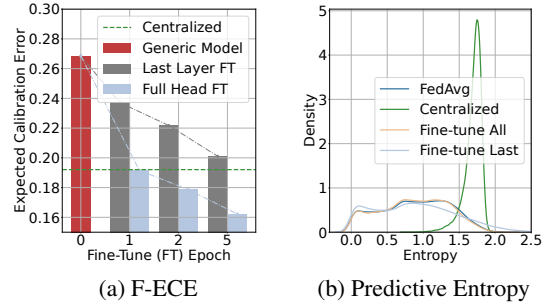 0.30
0.28
0.26
0.24
0.22
0.20
0.18
0.16
Expected Calibration Error
Centralized
Generic Model
Last Layer FT
Full Head FT
0 1 2 5
Fine-Tune (FT) Epoch
(a) F-ECE
5
4
3
2
1
0
Density
FedAvg
Centralized
Fine-tune All
Fine-tune Last
0.0 0.5 1.0 1.5 2.0 2.5
Entropy
(b) Predictive Entropy